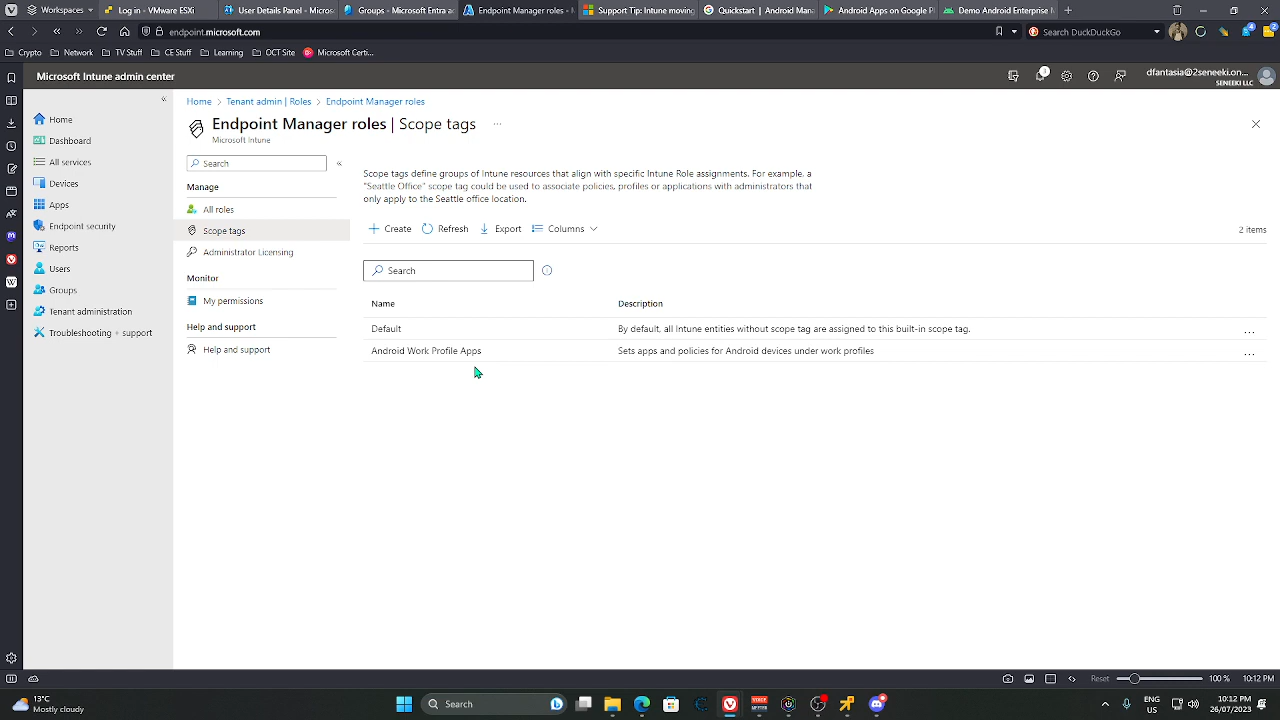 Workspaces
Log in - VMware ESXi
User Details Panel - Micros
Groups - Microsoft Entra a
Endpoint Manager roles -
Support Tip: Intune moving
Quickstart | Android Mar
Android Apps on Google P
Demo Android Enterprise
endpoint.microsoft.com
Search DuckDuckGo
Crypto
Network
TV Stuff
CE Stuff
Learning
OCT Site
Microsoft Certi...
Microsoft Intune admin center
dfantasia@2seneeki.on...
SENEEKI LLC
Home > Tenant admin | Roles > Endpoint Manager roles
Endpoint Manager roles | Scope tags
Microsoft Intune
Home
Dashboard
All services
Devices
Apps
Endpoint security
Reports
Users
Groups
Tenant administration
Troubleshooting + support
Search
Manage
All roles
Scope tags
Administrator Licensing
Monitor
My permissions
Help and support
Help and support
Scope tags define groups of Intune resources that align with specific Intune Role assignments. For example, a
"Seattle Office" scope tag could be used to associate policies, profiles or applications with administrators that
only apply to the Seattle office location.
Create
Refresh
Export
Columns
2 items
Search
Name
Description
Default
By default, all Intune entities without scope tag are assigned to this built-in scope tag.
Android Work Profile Apps
Sets apps and policies for Android devices under work profiles
Reset
100 %
10:12 PM
13°C
Mostly cloudy
Search
ENG
US
10:12 PM
26/07/2023